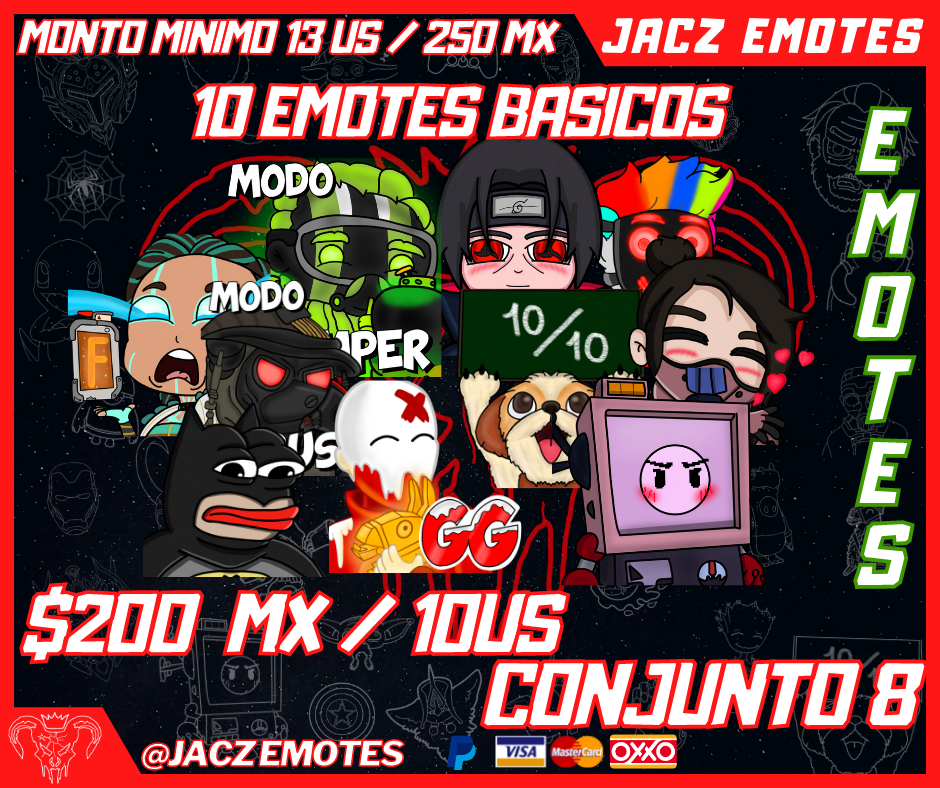 MONTO MINIMO 13 US / 250 MX
JACZ EMOTES
10 EMOTES BASICOS
EMOTES
MODO
MODO
10/10
F
GG
$200 MX / 10US
CONJUNTO 8
@JACZEMOTES
VISA
MasterCard
OXXO